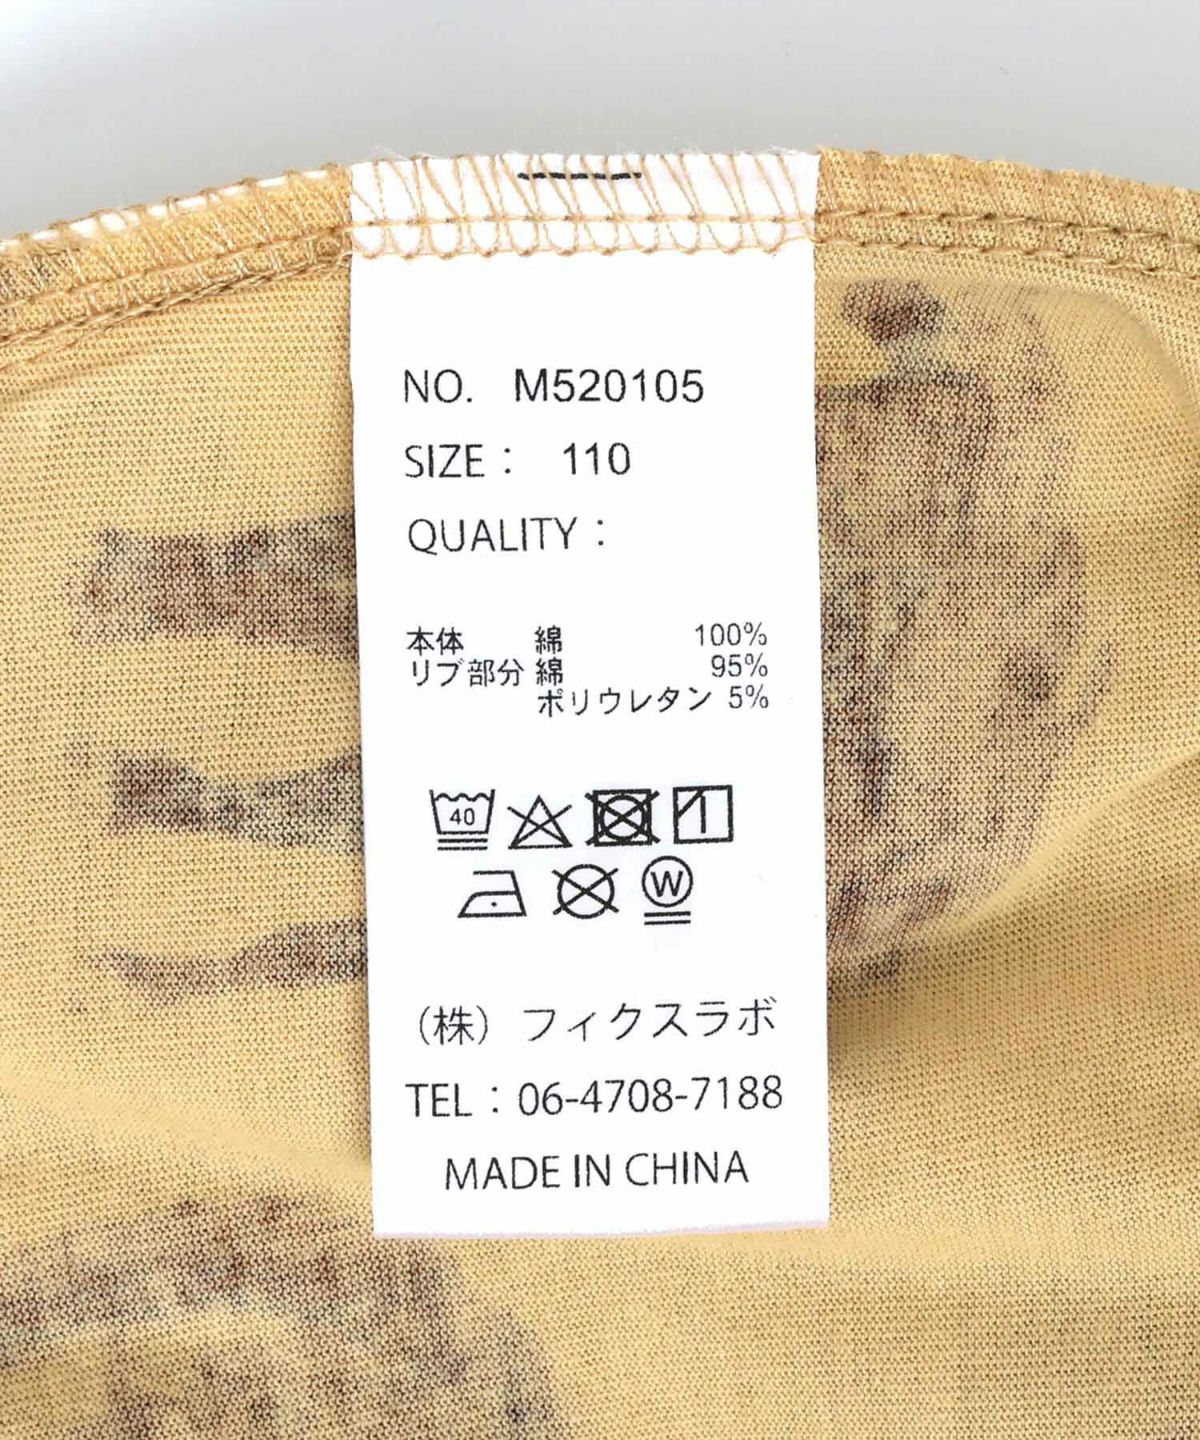 NO. M520105
SIZE： 110
QUALITY：
本体 綿 100%
リブ部分 綿 95%
ポリウレタン 5%
40
W
（株）フィクスラボ
TEL：06-4708-7188
MADE IN CHINA